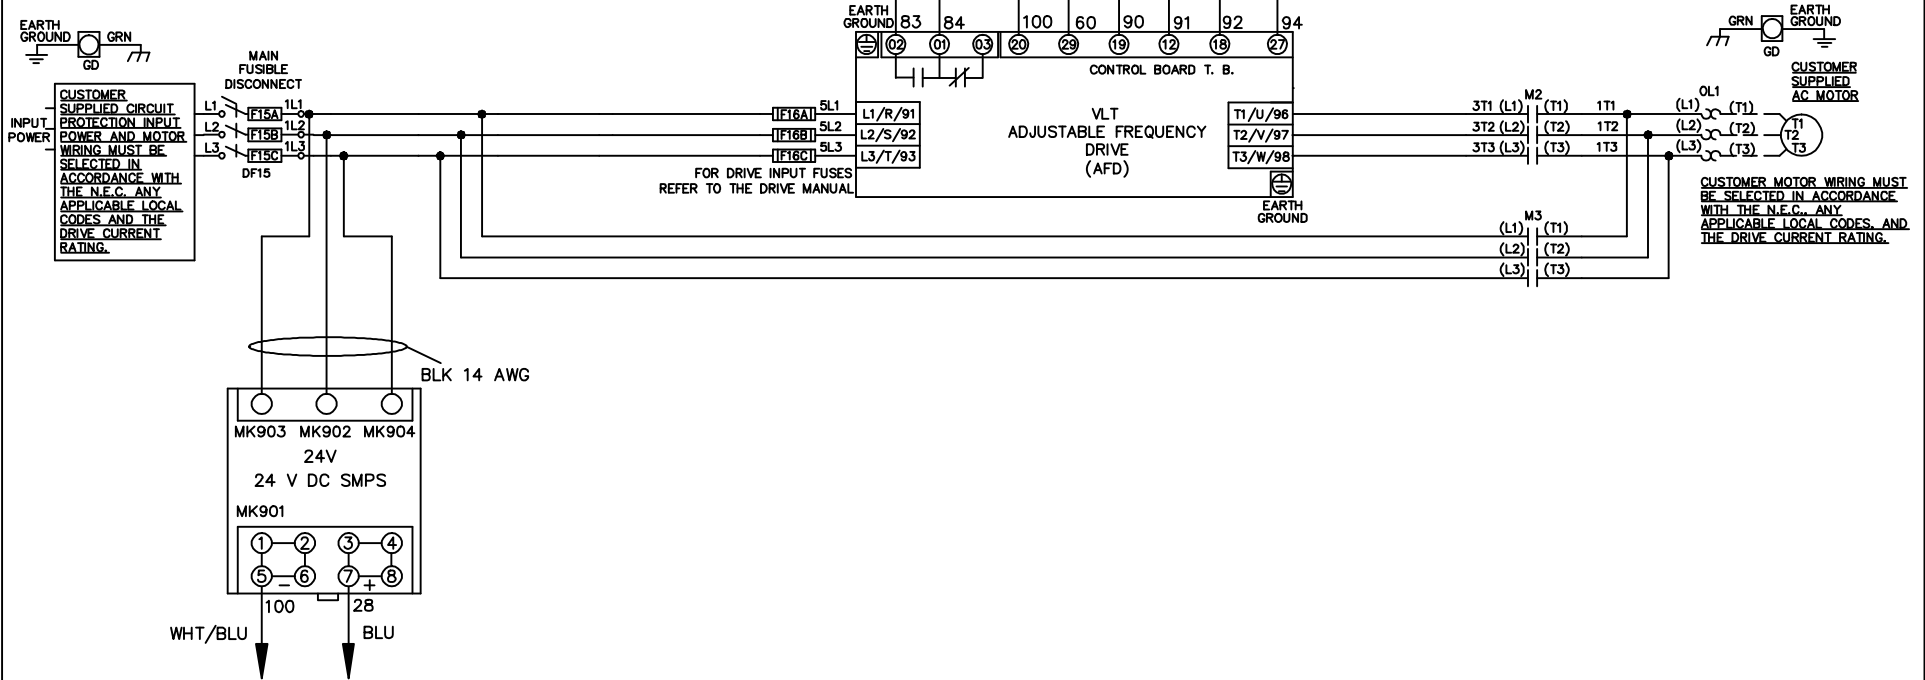 EARTH
GROUND
GRN
GD
MAIN
FUSIBLE
DISCONNECT
INPUT
POWER
CUSTOMER
SUPPLIED CIRCUIT
PROTECTION INPUT
POWER AND MOTOR
WIRING MUST BE
SELECTED IN
ACCORDANCE WITH
THE N.E.C. ANY
APPLICABLE LOCAL
CODES AND THE
DRIVE CURRENT
RATING.
L1 F15A 1L1
L2 F15B 1L2
L3 F15C 1L3
DF15
EARTH
GROUND
83 84 100 60 90 91 92 94
02 01 03 20 29 19 12 18 27
CONTROL BOARD T. B.
F16A 5L1 L1/R/91
F16B 5L2 L2/S/92
F16C 5L3 L3/T/93
FOR DRIVE INPUT FUSES
REFER TO THE DRIVE MANUAL
VLT
ADJUSTABLE FREQUENCY
DRIVE
(AFD)
T1/U/96
T2/V/97
T3/W/98
EARTH
GROUND
M2
3T1 (L1) (T1) 1T1
3T2 (L2) (T2) 1T2
3T3 (L3) (T3) 1T3
M3
(L1) (T1)
(L2) (T2)
(L3) (T3)
GRN
EARTH
GROUND
GD
CUSTOMER
SUPPLIED
AC MOTOR
OL1
(L1) (T1)
(L2) (T2)
(L3) (T3)
T1
T2
T3
CUSTOMER MOTOR WIRING MUST
BE SELECTED IN ACCORDANCE
WITH THE N.E.C., ANY
APPLICABLE LOCAL CODES, AND
THE DRIVE CURRENT RATING.
BLK 14 AWG
MK903 MK902 MK904
24V
24 V DC SMPS
MK901
1 2 3 4
5 6 7 8
− +
100 28
WHT/BLU BLU